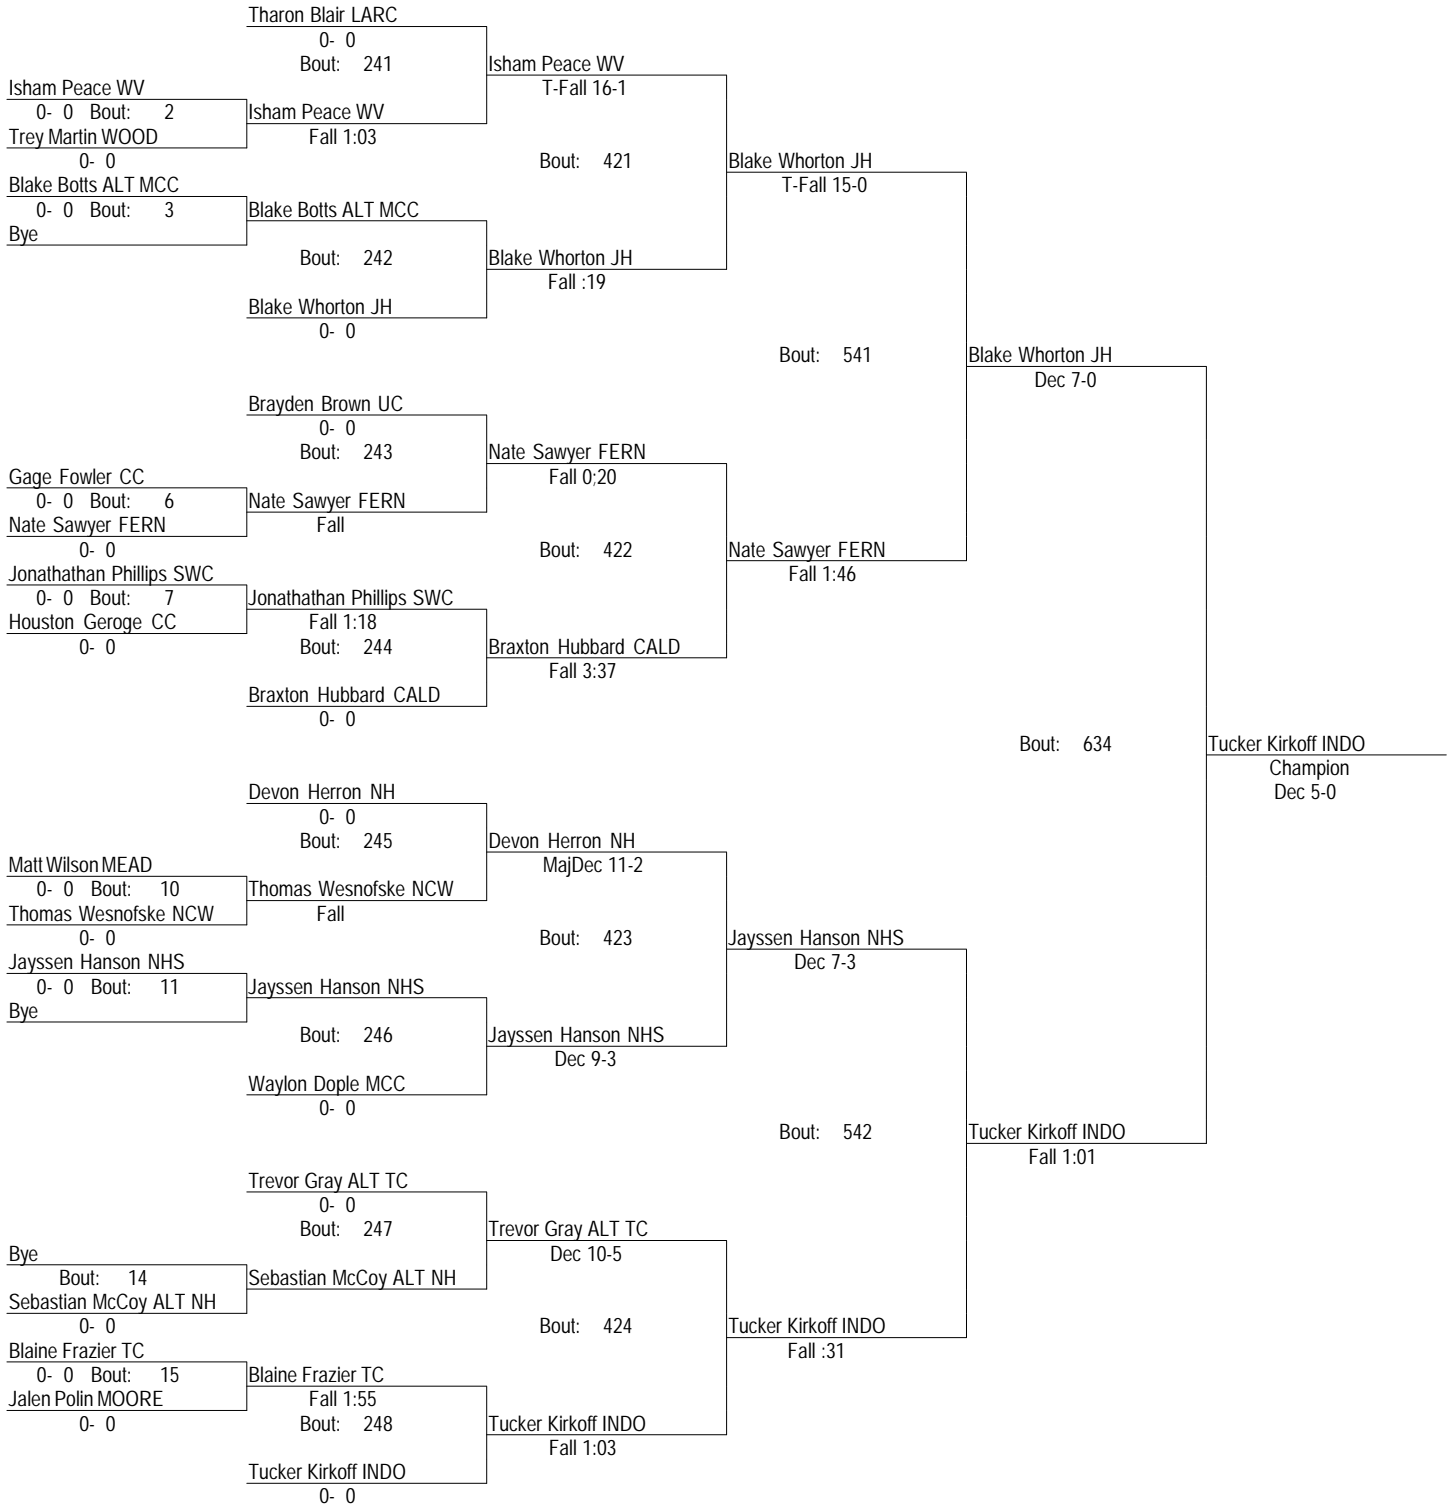 Tharon Blair LARC
0- 0
Bout: 241
Isham Peace WV
T-Fall 16-1
Isham Peace WV
0- 0 Bout: 2
Isham Peace WV
Trey Martin WOOD
Fall 1:03
0- 0
Bout: 421
Blake Whorton JH
Blake Botts ALT MCC
T-Fall 15-0
0- 0 Bout: 3
Blake Botts ALT MCC
Bye
Bout: 242
Blake Whorton JH
Fall :19
Blake Whorton JH
0- 0
Bout: 541
Blake Whorton JH
Dec 7-0
Brayden Brown UC
0- 0
Bout: 243
Nate Sawyer FERN
Gage Fowler CC
Fall 0;20
0- 0 Bout: 6
Nate Sawyer FERN
Nate Sawyer FERN
Fall
0- 0
Bout: 422
Nate Sawyer FERN
Jonathathan Phillips SWC
Fall 1:46
0- 0 Bout: 7
Jonathathan Phillips SWC
Houston Geroge CC
Fall 1:18
0- 0
Bout: 244
Braxton Hubbard CALD
Fall 3:37
Braxton Hubbard CALD
0- 0
Bout: 634
Tucker Kirkoff INDO
Champion
Dec 5-0
Devon Herron NH
0- 0
Bout: 245
Devon Herron NH
Matt Wilson MEAD
MajDec 11-2
0- 0 Bout: 10
Thomas Wesnofske NCW
Thomas Wesnofske NCW
Fall
0- 0
Bout: 423
Jayssen Hanson NHS
Jayssen Hanson NHS
Dec 7-3
0- 0 Bout: 11
Jayssen Hanson NHS
Bye
Bout: 246
Jayssen Hanson NHS
Dec 9-3
Waylon Dople MCC
0- 0
Bout: 542
Tucker Kirkoff INDO
Fall 1:01
Trevor Gray ALT TC
0- 0
Bout: 247
Trevor Gray ALT TC
Bye
Dec 10-5
Bout: 14
Sebastian McCoy ALT NH
Sebastian McCoy ALT NH
0- 0
Bout: 424
Tucker Kirkoff INDO
Blaine Frazier TC
Fall :31
0- 0 Bout: 15
Blaine Frazier TC
Jalen Polin MOORE
Fall 1:55
0- 0
Bout: 248
Tucker Kirkoff INDO
Fall 1:03
Tucker Kirkoff INDO
0- 0